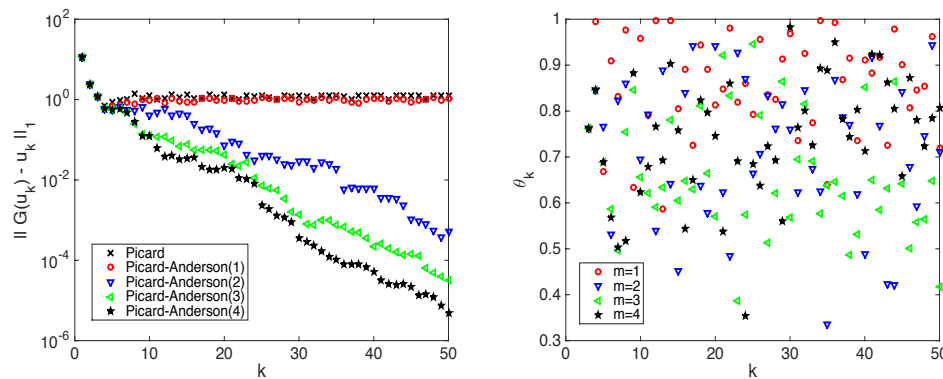 || G(u_k) - u_k ||_1
10^2
10^0
10^-2
10^-4
10^-6
0 10 20 30 40 50
k
Picard
Picard-Anderson(1)
Picard-Anderson(2)
Picard-Anderson(3)
Picard-Anderson(4)
θ_k
1
0.9
0.8
0.7
0.6
0.5
0.4
0.3
0 10 20 30 40 50
k
m=1
m=2
m=3
m=4